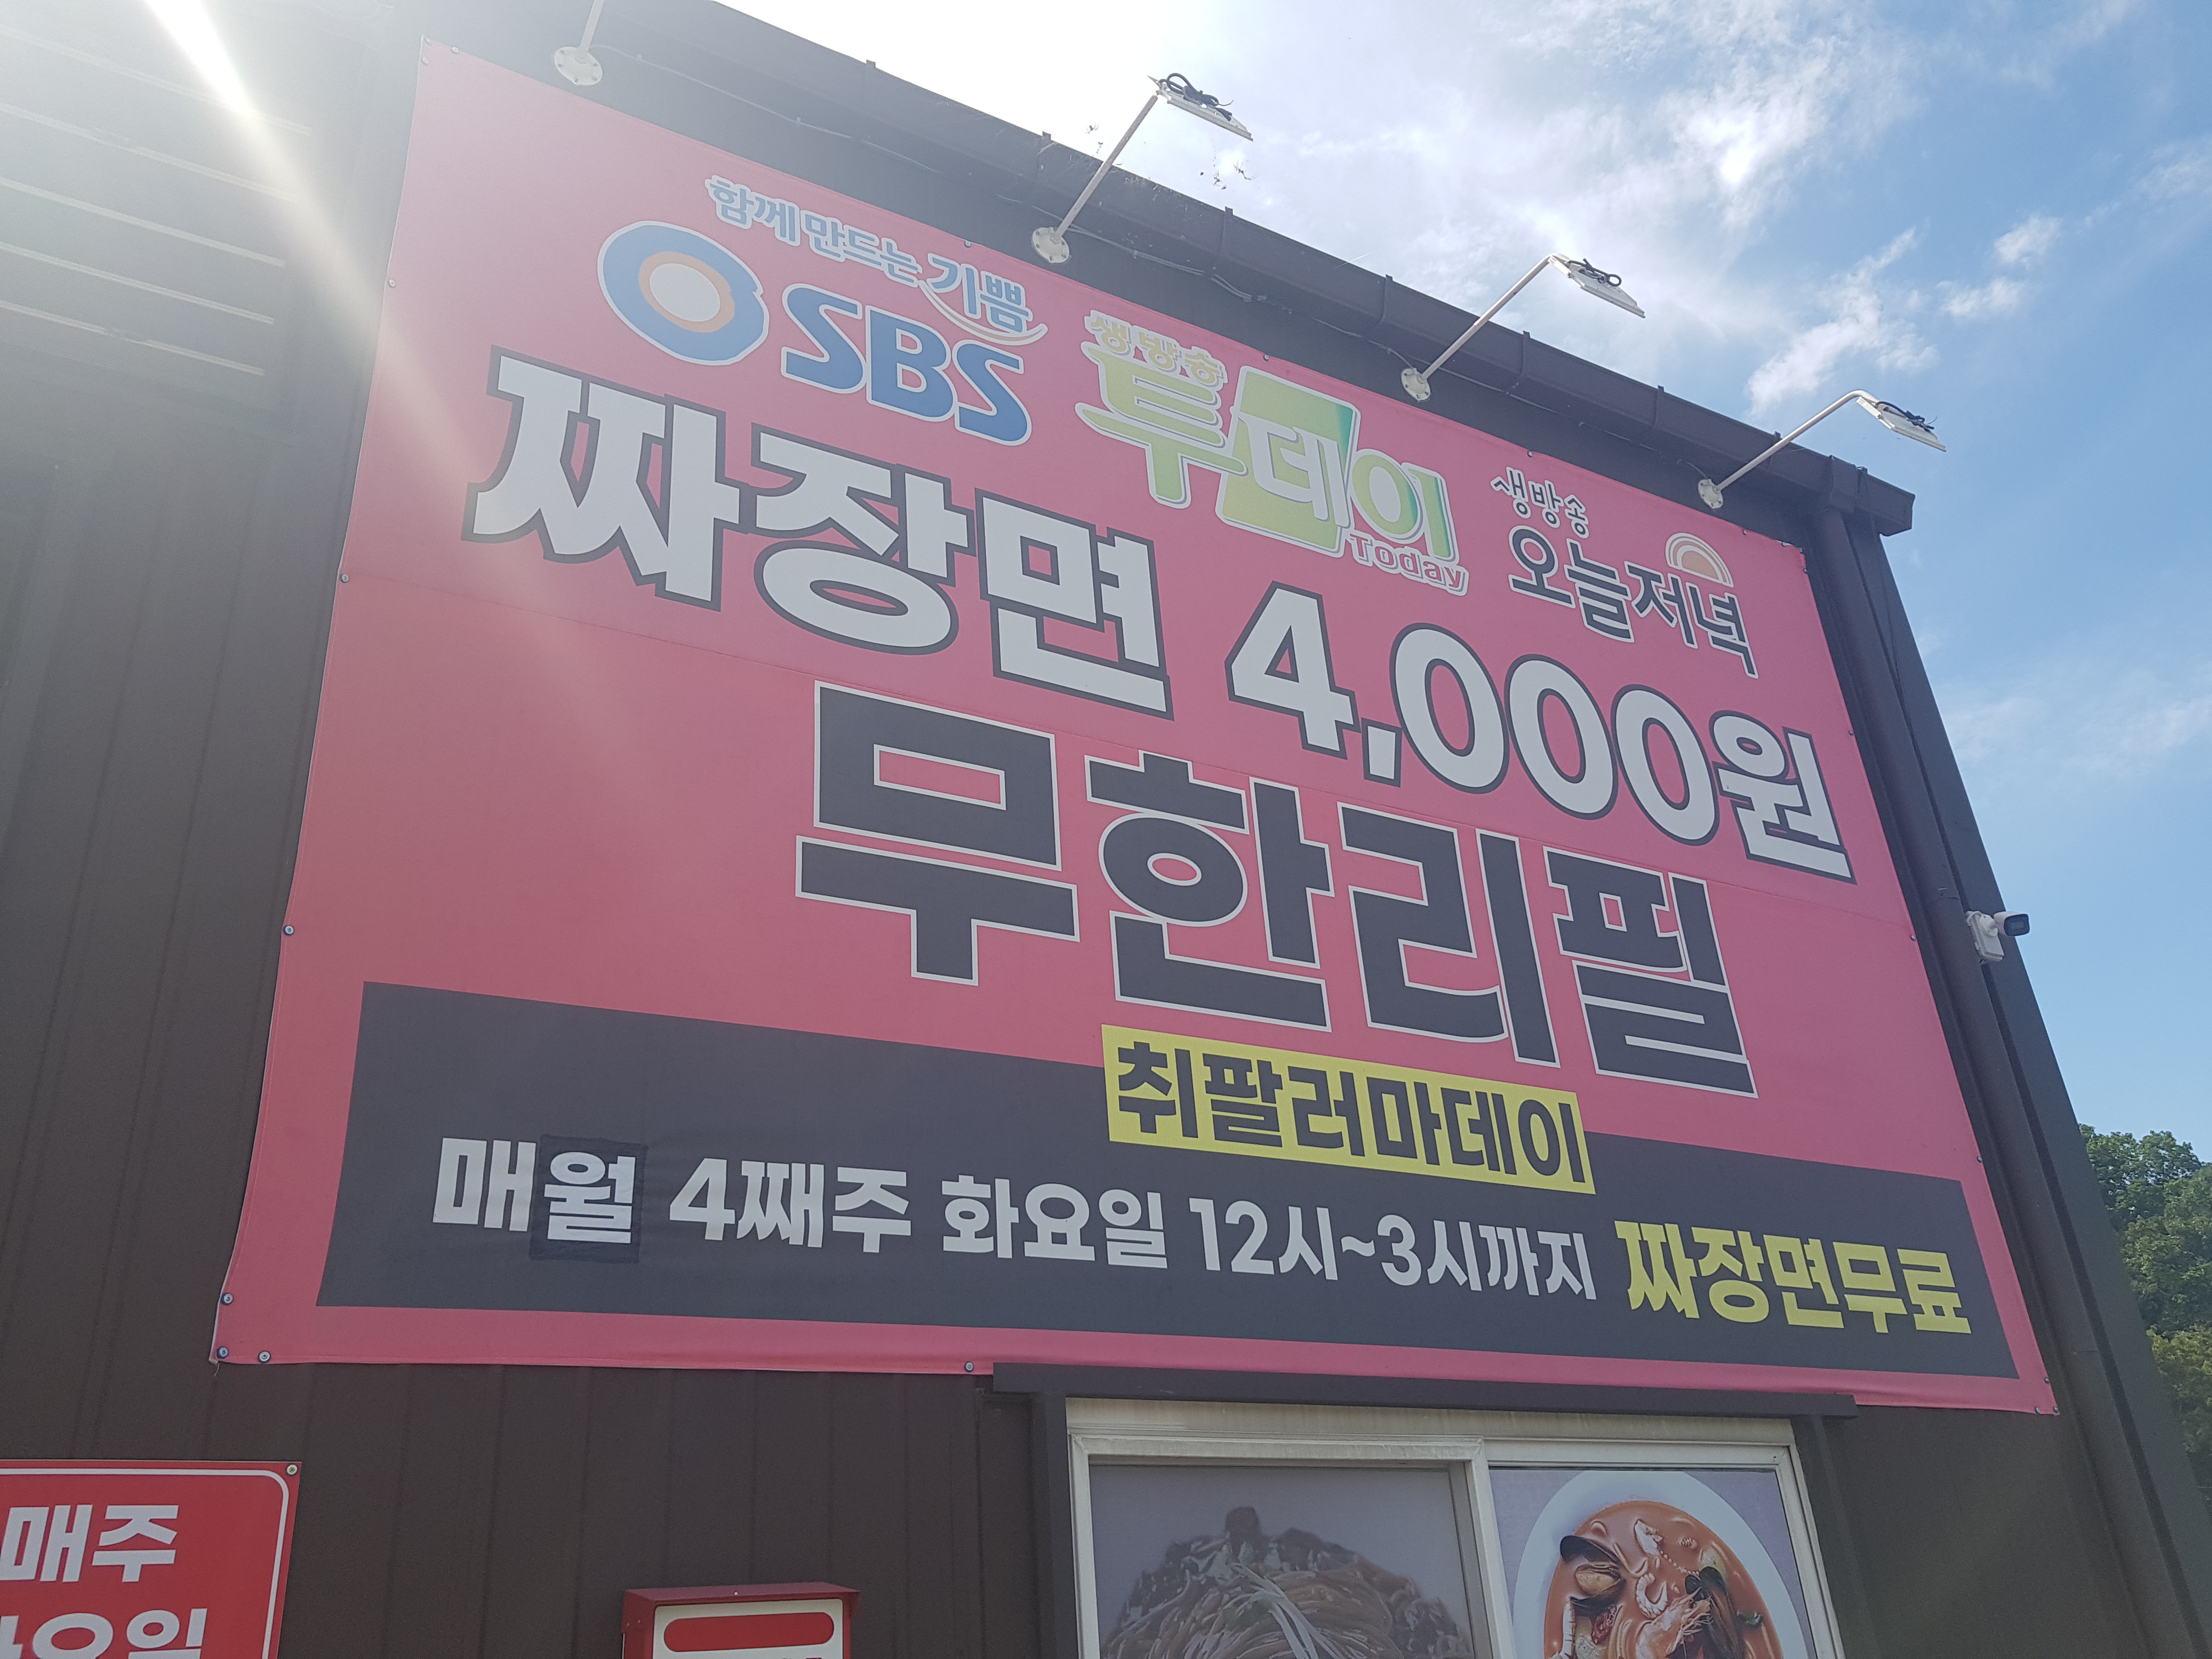 함께 만드는 기쁨
SBS
생방송
투데이
Today
생방송
오늘저녁
짜장면 4,000원
무한리필
취팔러마데이
매월 4째주 화요일 12시~3시까지 짜장면무료
매주
요일